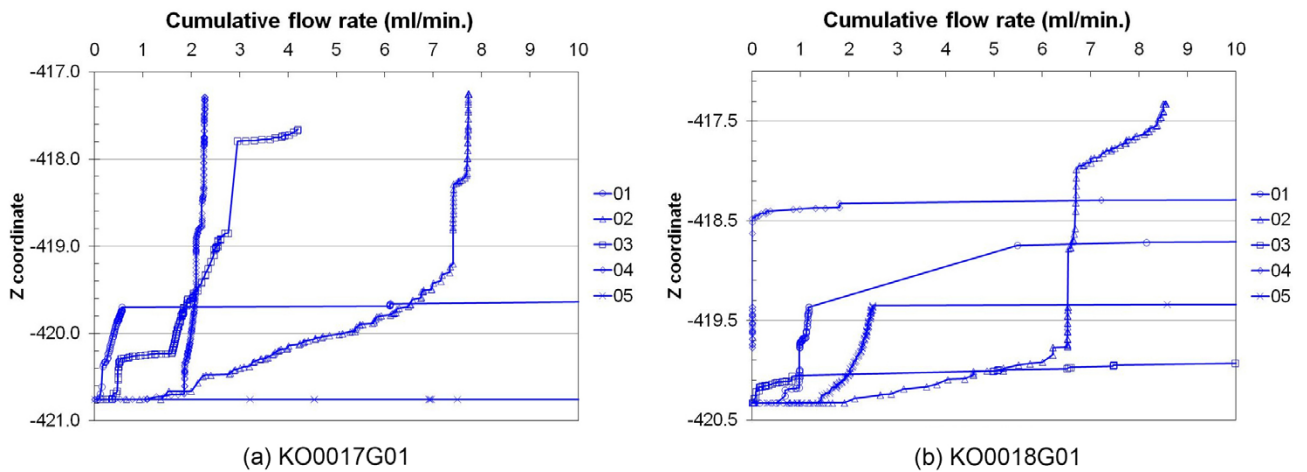 Cumulative flow rate (ml/min.)
0 1 2 3 4 5 6 7 8 9 10
-417.0
-418.0
-419.0
-420.0
-421.0
Z coordinate
01
02
03
04
05
(a) KO0017G01
Cumulative flow rate (ml/min.)
0 1 2 3 4 5 6 7 8 9 10
-417.5
-418.5
-419.5
-420.5
Z coordinate
01
02
03
04
05
(b) KO0018G01